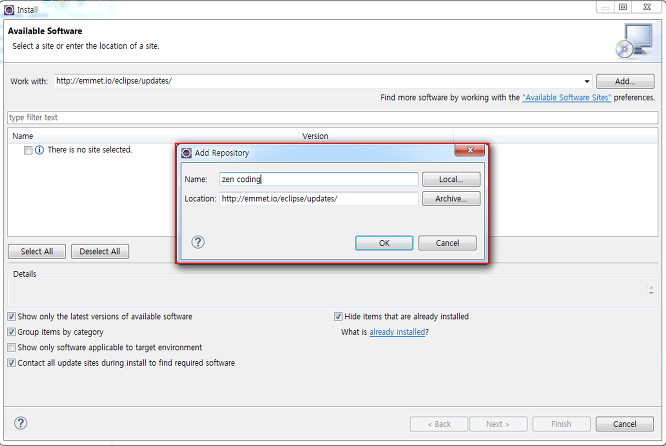 Install
Available Software
Select a site or enter the location of a site.
Work with: http://emmet.io/eclipse/updates/ Add...
Find more software by working with the "Available Software Sites" preferences.
type filter text
Name Version
There is no site selected.
Add Repository
Name: zen coding Local...
Location: http://emmet.io/eclipse/updates/ Archive...
OK Cancel
Select All Deselect All
Details
Show only the latest versions of available software Hide items that are already installed
Group items by category What is already installed?
Show only software applicable to target environment
Contact all update sites during install to find required software
< Back Next > Finish Cancel